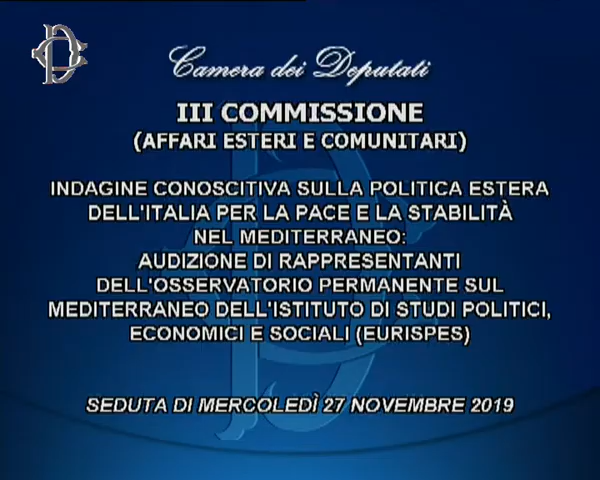 Camera dei Deputati
III COMMISSIONE
(AFFARI ESTERI E COMUNITARI)
INDAGINE CONOSCITIVA SULLA POLITICA ESTERA
DELL'ITALIA PER LA PACE E LA STABILITÀ
NEL MEDITERRANEO:
AUDIZIONE DI RAPPRESENTANTI
DELL'OSSERVATORIO PERMANENTE SUL
MEDITERRANEO DELL'ISTITUTO DI STUDI POLITICI,
ECONOMICI E SOCIALI (EURISPES)
SEDUTA DI MERCOLEDÌ 27 NOVEMBRE 2019